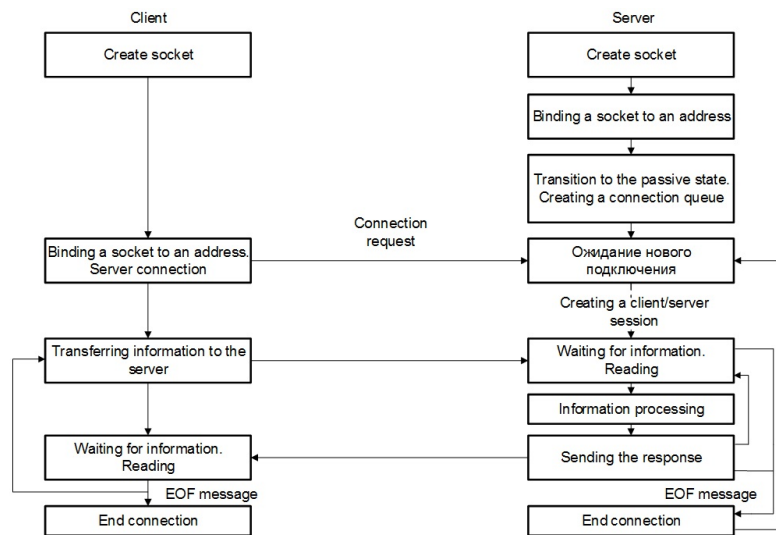 Client
Server
Create socket
Create socket
Binding a socket to an address
Transition to the passive state.
Creating a connection queue
Connection
request
Binding a socket to an address.
Server connection
Ожидание нового
подключения
Creating a client/server
session
Transferring information to the
server
Waiting for information.
Reading
Information processing
Waiting for information.
Reading
Sending the response
EOF message
EOF message
End connection
End connection